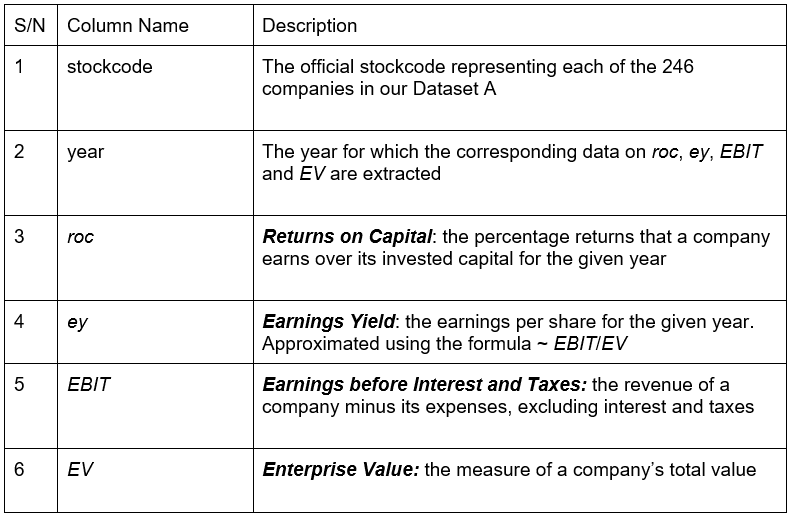 S/N Column Name Description
1 stockcode The official stockcode representing each of the 246
companies in our Dataset A
2 year The year for which the corresponding data on roc, ey, EBIT
and EV are extracted
3 roc Returns on Capital: the percentage returns that a company
earns over its invested capital for the given year
4 ey Earnings Yield: the earnings per share for the given year.
Approximated using the formula ~ EBIT/EV
5 EBIT Earnings before Interest and Taxes: the revenue of a
company minus its expenses, excluding interest and taxes
6 EV Enterprise Value: the measure of a company's total value